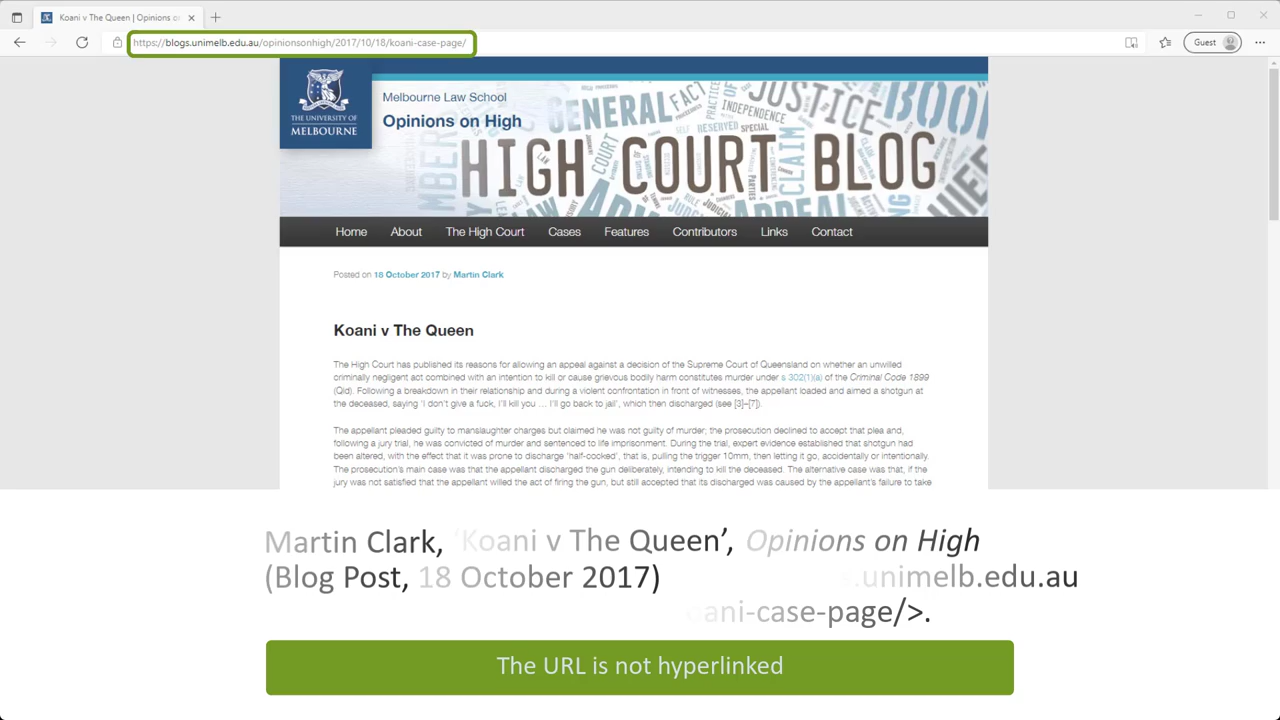 Koani v The Queen | Opinions on
https://blogs.unimelb.edu.au/opinionsonhigh/2017/10/18/koani-case-page/
Guest
THE UNIVERSITY OF
MELBOURNE
Melbourne Law School
Opinions on High
GENERAL FACT PRACTICE INDEPENDENCE JUSTICE
SELF RESERVED SPECIAL
HIGH COURT BLOG
COURT CLAIM
PARTIES
LAW JUDICIAL RULE APPEAL
Home About The High Court Cases Features Contributors Links Contact
Posted on 18 October 2017 by Martin Clark
Koani v The Queen
The High Court has published its reasons for allowing an appeal against a decision of the Supreme Court of Queensland on whether an unwilled
criminally negligent act combined with an intention to kill or cause grievous bodily harm constitutes murder under s 302(1)(a) of the Criminal Code 1899
(Qld). Following a breakdown in their relationship and during a violent confrontation in front of witnesses, the appellant loaded and aimed a shotgun at
the deceased, saying ‘I don’t give a fuck, I’ll kill you … I’ll go back to jail’, which then discharged (see [3]–[7]).
The appellant pleaded guilty to manslaughter charges but claimed he was not guilty of murder; the prosecution declined to accept that plea and,
following a jury trial, he was convicted of murder and sentenced to life imprisonment. During the trial, expert evidence established that shotgun had
been altered, with the effect that it was prone to discharge ‘half-cocked’, that is, pulling the trigger 10mm, then letting it go, accidentally or intentionally.
The prosecution’s main case was that the appellant discharged the gun deliberately, intending to kill the deceased. The alternative case was that, if the
jury was not satisfied that the appellant willed the act of firing the gun, but still accepted that its discharged was caused by the appellant’s failure to take
Martin Clark, ‘Koani v The Queen’, Opinions on High
(Blog Post, 18 October 2017) .unimelb.edu.au
ani-case-page/>.
The URL is not hyperlinked